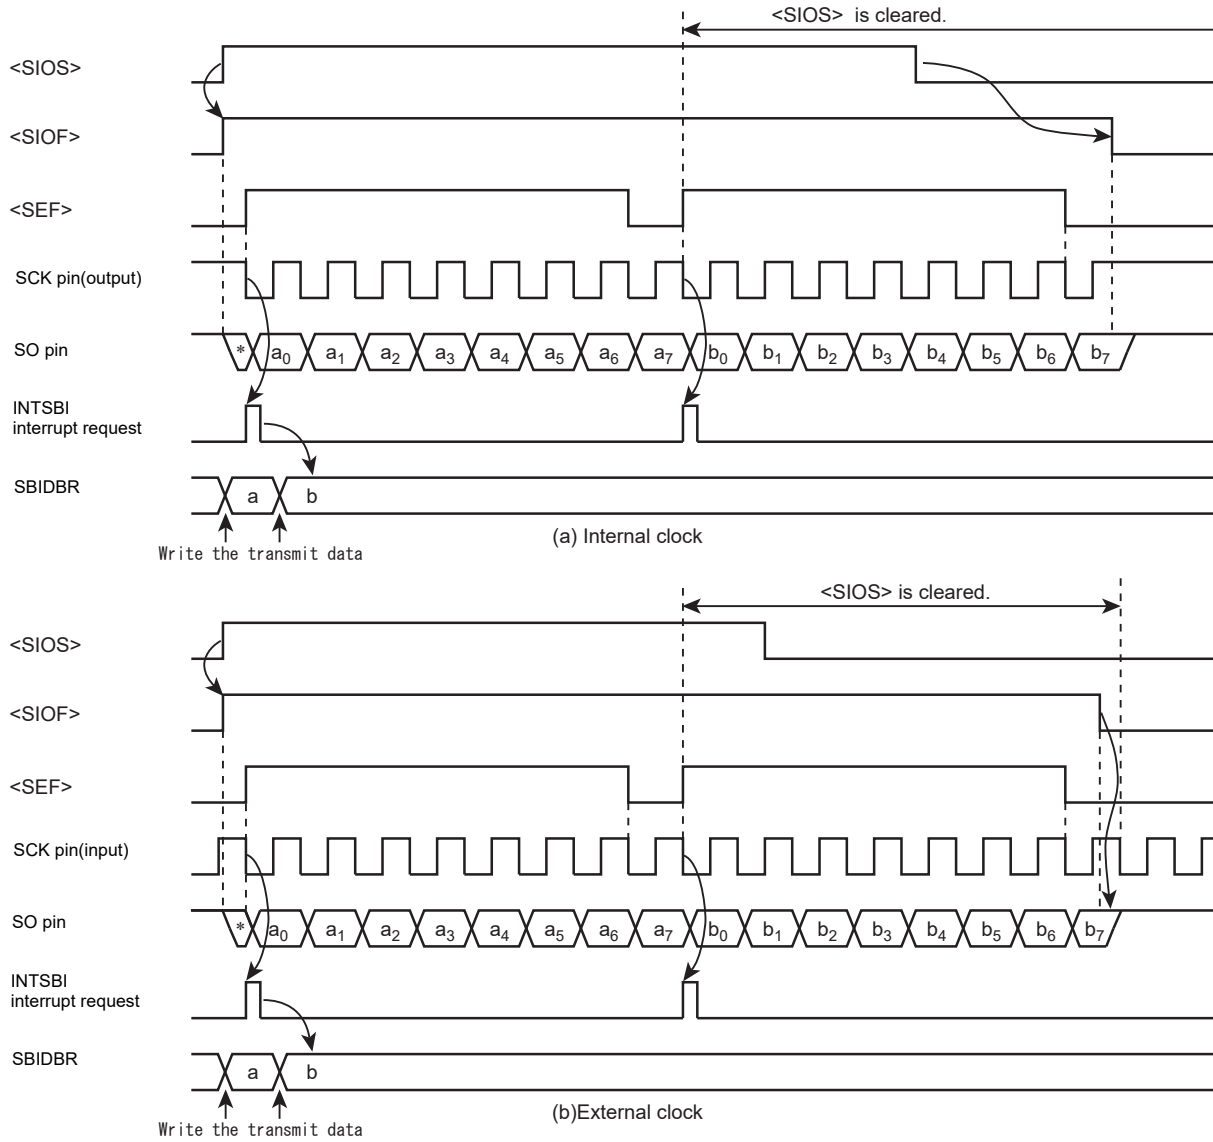 <SIOS> is cleared.
<SIOS>
<SIOF>
<SEF>
SCK pin(output)
SO pin
* a0 a1 a2 a3 a4 a5 a6 a7 b0 b1 b2 b3 b4 b5 b6 b7
INTSBI
interrupt request
SBIDBR
a b
(a) Internal clock
Write the transmit data
<SIOS> is cleared.
<SIOS>
<SIOF>
<SEF>
SCK pin(input)
SO pin
* a0 a1 a2 a3 a4 a5 a6 a7 b0 b1 b2 b3 b4 b5 b6 b7
INTSBI
interrupt request
SBIDBR
a b
(b)External clock
Write the transmit data